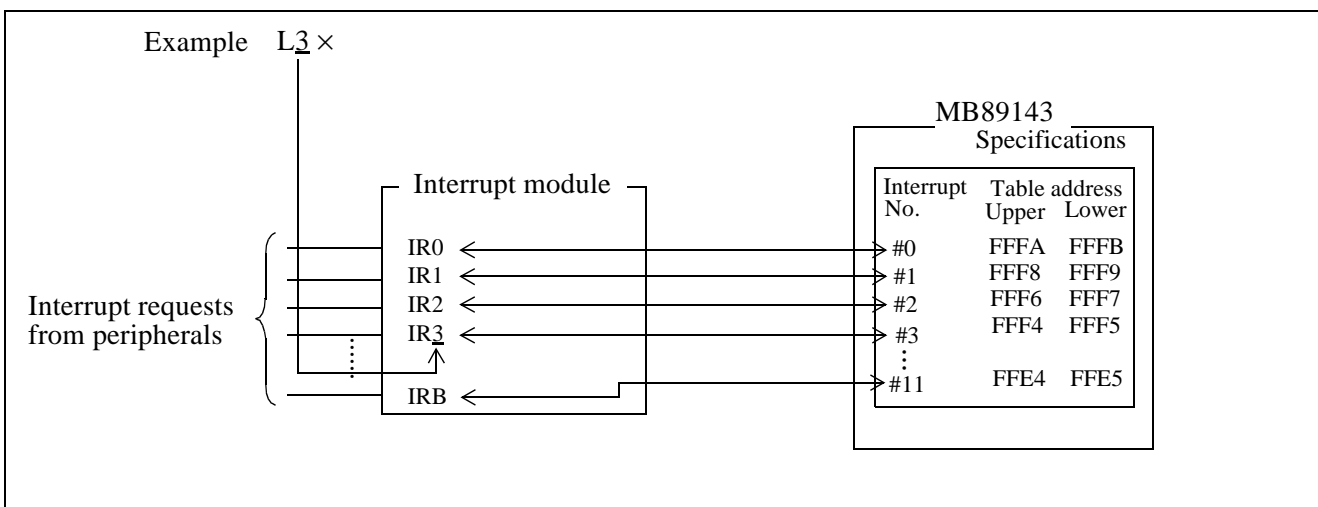 Example L3 ×
MB89143
Specifications
Interrupt module
Interrupt No.
Table address
Upper Lower
IR0
#0 FFFA FFFB
IR1
#1 FFF8 FFF9
IR2
#2 FFF6 FFF7
Interrupt requests
from peripherals
IR3
#3 FFF4 FFF5
IRB
#11 FFE4 FFE5